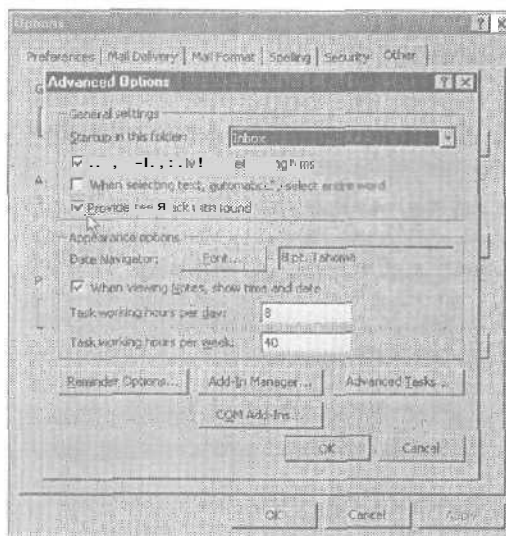 Options
Preferences Mail Delivery Mail Format Spelling Security Other
Advanced Options
General settings
Startup in this folder: Inbox
When selecting text, select entire word
Provide sound
Appearance options
Date Navigator: Font... 8 pt. Tahoma
When viewing Notes, show time and date
Task working hours per day: 8
Task working hours per week: 40
Reminder Options... Add-In Manager... Advanced Tasks...
COM Add-Ins...
OK Cancel
OK Cancel Apply